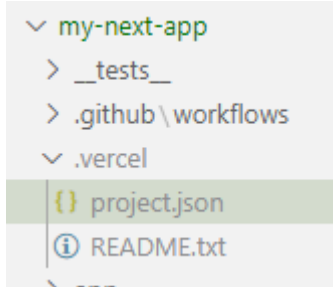 my-next-app
__tests__
.github\workflows
.vercel
{} project.json
README.txt